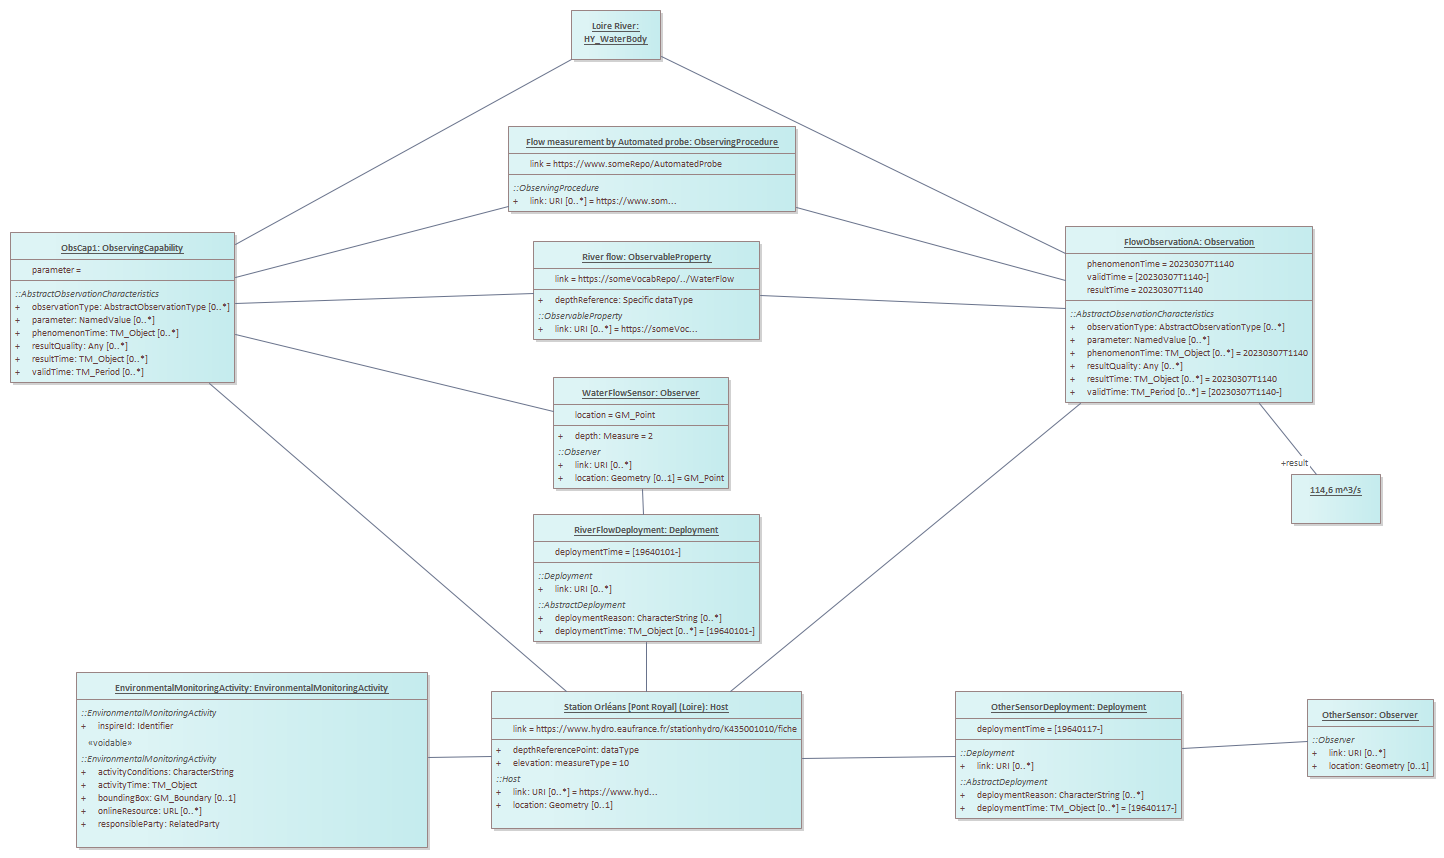 Loire River:
HY_WaterBody
Flow measurement by Automated probe: ObservingProcedure
link = https://www.someRepo/AutomatedProbe
::ObservingProcedure
+ link: URI [0..*] = https://www.som...
ObsCap1: ObservingCapability
parameter =
::AbstractObservationCharacteristics
+ observationType: AbstractObservationType [0..*]
+ parameter: NamedValue [0..*]
+ phenomenonTime: TM_Object [0..*]
+ resultQuality: Any [0..*]
+ resultTime: TM_Object [0..*]
+ validTime: TM_Period [0..*]
River flow: ObservableProperty
link = https://someVocabRepo/../WaterFlow
+ depthReference: Specific dataType
::ObservableProperty
+ link: URI [0..*] = https://someVoc...
FlowObservationA: Observation
phenomenonTime = 20230307T1140
validTime = [20230307T1140-]
resultTime = 20230307T1140
::AbstractObservationCharacteristics
+ observationType: AbstractObservationType [0..*]
+ parameter: NamedValue [0..*]
+ phenomenonTime: TM_Object [0..*] = 20230307T1140
+ resultQuality: Any [0..*]
+ resultTime: TM_Object [0..*] = 20230307T1140
+ validTime: TM_Period [0..*] = [20230307T1140-]
WaterFlowSensor: Observer
location = GM_Point
+ depth: Measure = 2
::Observer
+ link: URI [0..*]
+ location: Geometry [0..1] = GM_Point
+result
114,6 m^3/s
RiverFlowDeployment: Deployment
deploymentTime = [19640101-]
::Deployment
+ link: URI [0..*]
::AbstractDeployment
+ deploymentReason: CharacterString [0..*]
+ deploymentTime: TM_Object [0..*] = [19640101-]
EnvironmentalMonitoringActivity: EnvironmentalMonitoringActivity
::EnvironmentalMonitoringActivity
+ inspireId: Identifier
«voidable»
::EnvironmentalMonitoringActivity
+ activityConditions: CharacterString
+ activityTime: TM_Object
+ boundingBox: GM_Boundary [0..1]
+ onlineResource: URL [0..*]
+ responsibleParty: RelatedParty
Station Orléans [Pont Royal] (Loire): Host
link = https://www.hydro.eaufrance.fr/stationhydro/K435001010/fiche
+ depthReferencePoint: dataType
+ elevation: measureType = 10
::Host
+ link: URI [0..*] = https://www.hyd...
+ location: Geometry [0..1]
OtherSensorDeployment: Deployment
deploymentTime = [19640117-]
::Deployment
+ link: URI [0..*]
::AbstractDeployment
+ deploymentReason: CharacterString [0..*]
+ deploymentTime: TM_Object [0..*] = [19640117-]
OtherSensor: Observer
::Observer
+ link: URI [0..*]
+ location: Geometry [0..1]